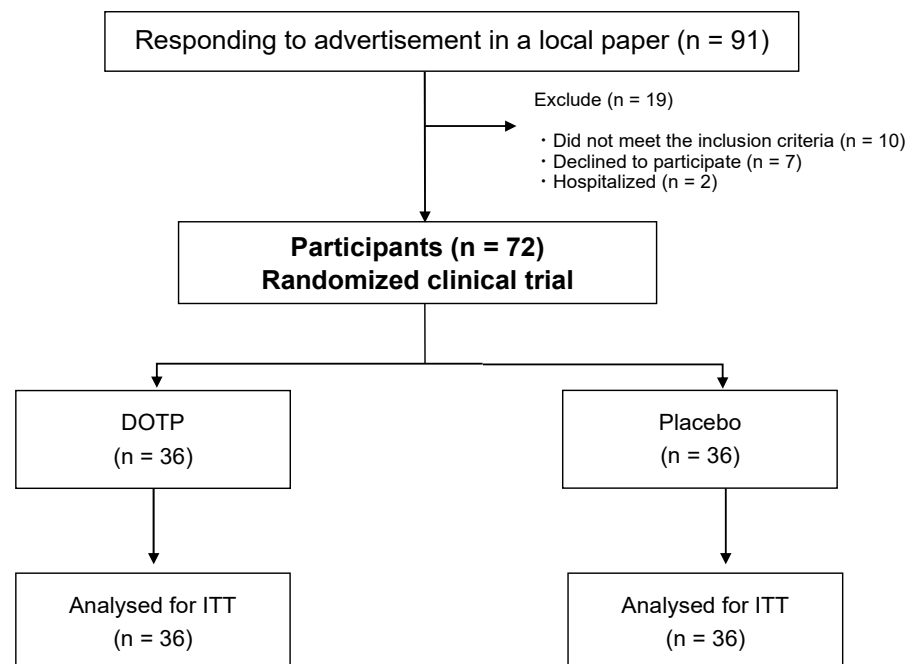 Responding to advertisement in a local paper (n = 91)
Exclude (n = 19)
・Did not meet the inclusion criteria (n = 10)
・Declined to participate (n = 7)
・Hospitalized (n = 2)
Participants (n = 72)
Randomized clinical trial
DOTP
(n = 36)
Placebo
(n = 36)
Analysed for ITT
(n = 36)
Analysed for ITT
(n = 36)